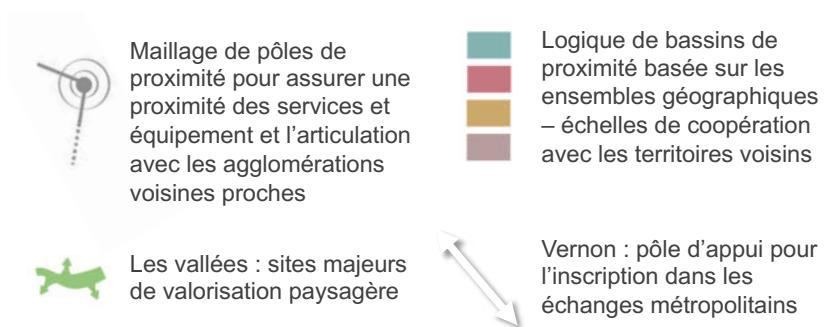 Maillage de pôles de
proximité pour assurer une
proximité des services et
équipement et l’articulation
avec les agglomérations
voisines proches
Les vallées : sites majeurs
de valorisation paysagère
Logique de bassins de
proximité basée sur les
ensembles géographiques
– échelles de coopération
avec les territoires voisins
Vernon : pôle d’appui pour
l’inscription dans les
échanges métropolitains